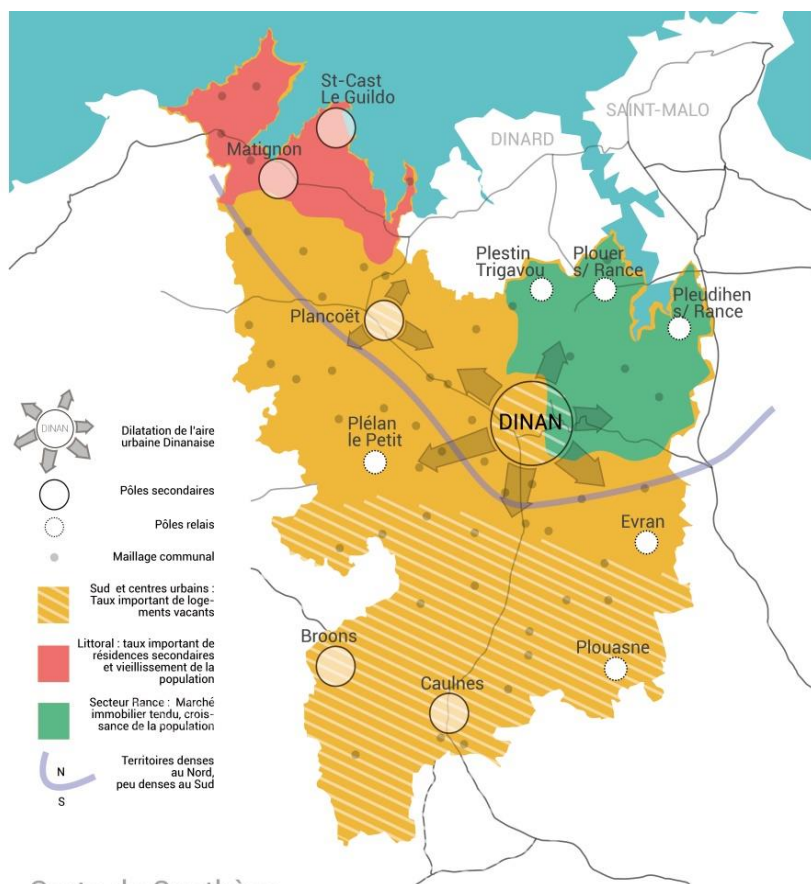 St-Cast
Le Guildo
SAINT-MALO
DINARD
Matignon
Plestin
Trigavou
Plouer
s/ Rance
Pleudihen
s/ Rance
Plancoët
DINAN
Plélan
le Petit
Evran
Broons
Caulnes
Plouasne
DINAN
Dilatation de l'aire
urbaine Dinanaise
Pôles secondaires
Pôles relais
Maillage communal
Sud et centres urbains :
Taux important de loge-
ments vacants
Littoral : taux important de
résidences secondaires
et vieillissement de la
population
Secteur Rance : Marché
immobilier tendu, crois-
sance de la population
Territoires denses
au Nord,
peu denses au Sud
N
S